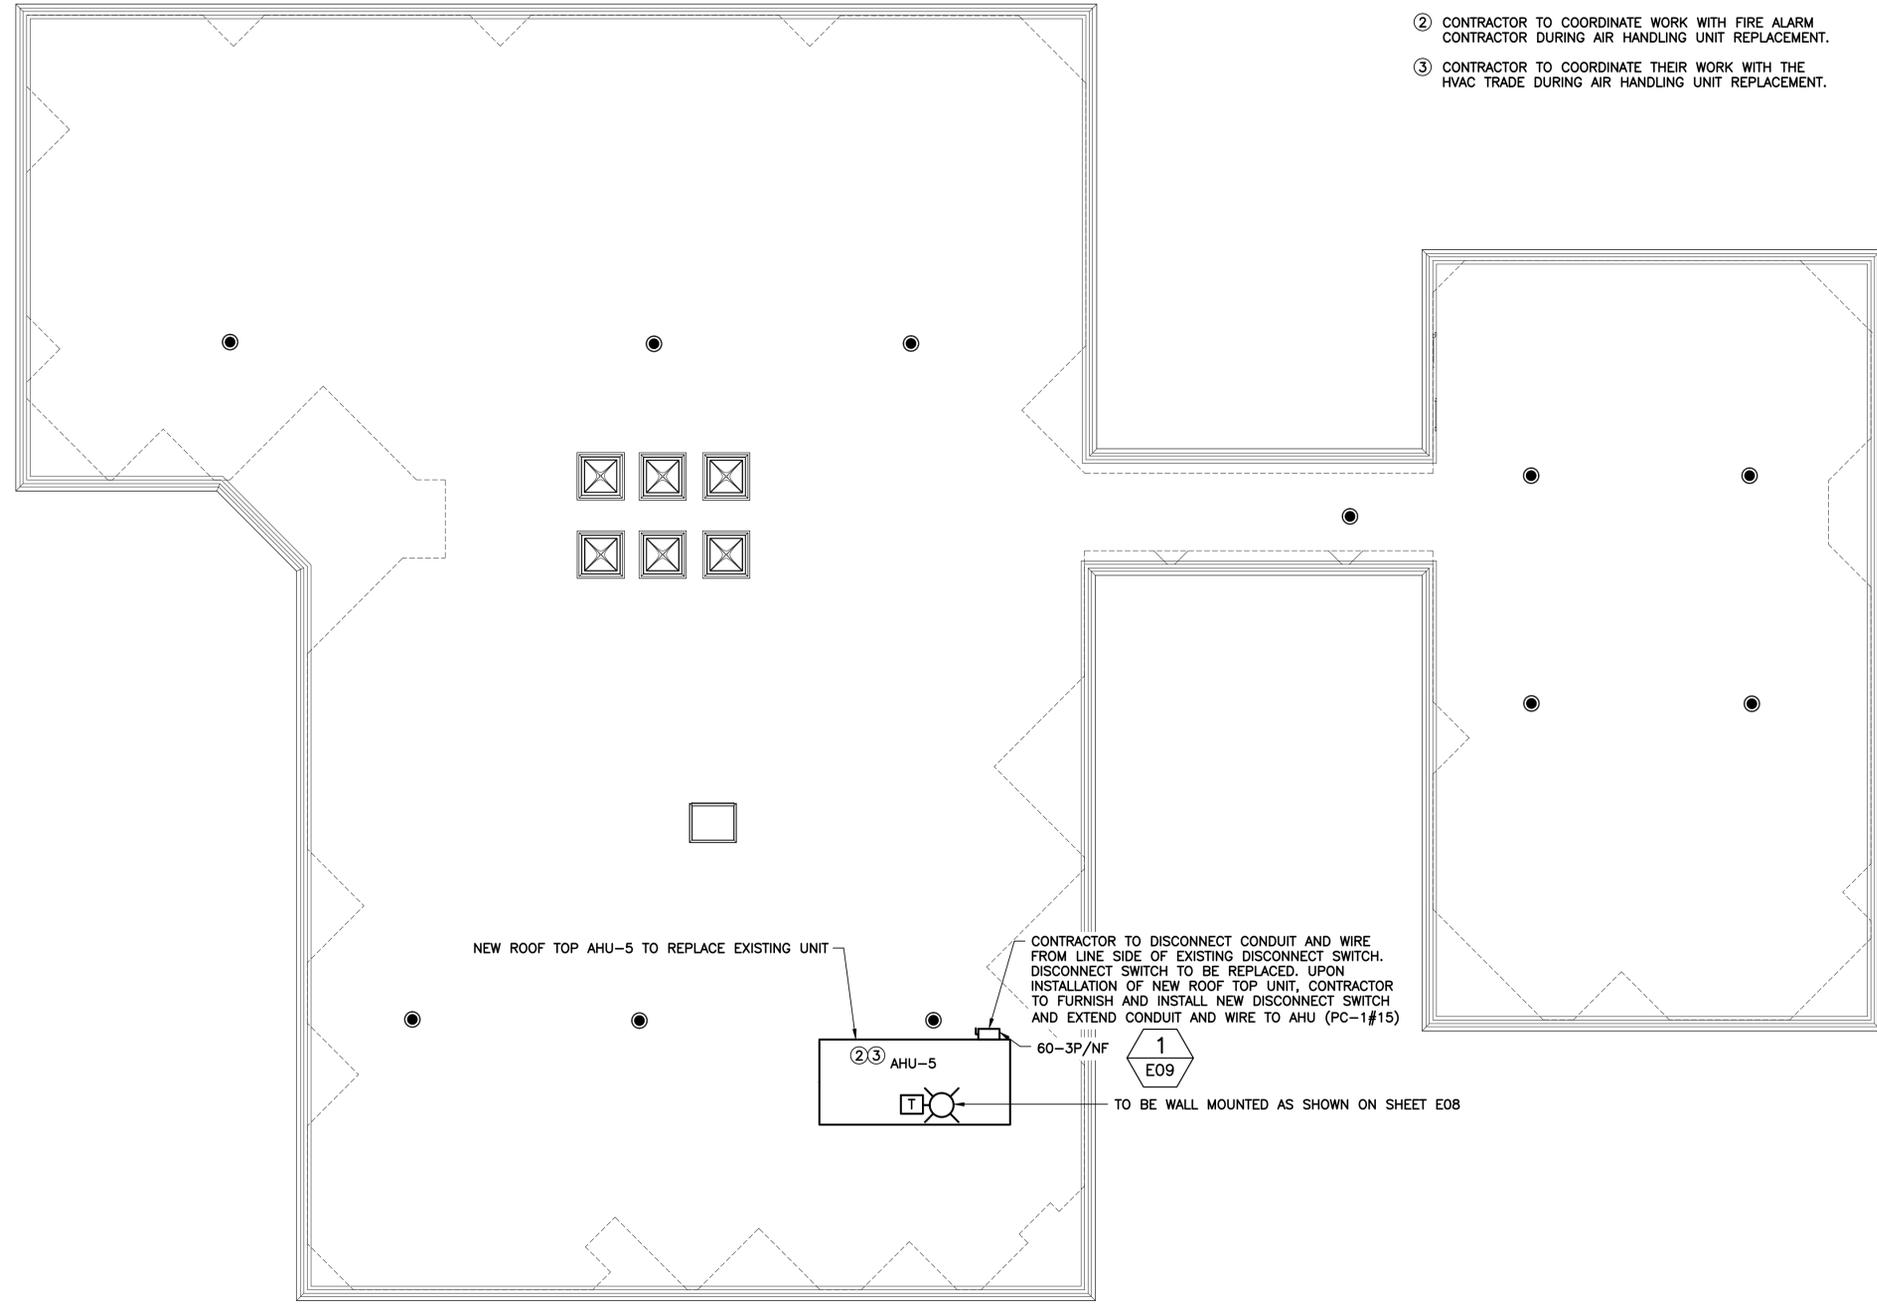 ② CONTRACTOR TO COORDINATE WORK WITH FIRE ALARM
CONTRACTOR DURING AIR HANDLING UNIT REPLACEMENT.
③ CONTRACTOR TO COORDINATE THEIR WORK WITH THE
HVAC TRADE DURING AIR HANDLING UNIT REPLACEMENT.
NEW ROOF TOP AHU-5 TO REPLACE EXISTING UNIT
CONTRACTOR TO DISCONNECT CONDUIT AND WIRE
FROM LINE SIDE OF EXISTING DISCONNECT SWITCH.
DISCONNECT SWITCH TO BE REPLACED. UPON
INSTALLATION OF NEW ROOF TOP UNIT, CONTRACTOR
TO FURNISH AND INSTALL NEW DISCONNECT SWITCH
AND EXTEND CONDUIT AND WIRE TO AHU (PC-1#15)
60-3P/NF
1
E09
②③ AHU-5
T
TO BE WALL MOUNTED AS SHOWN ON SHEET E08